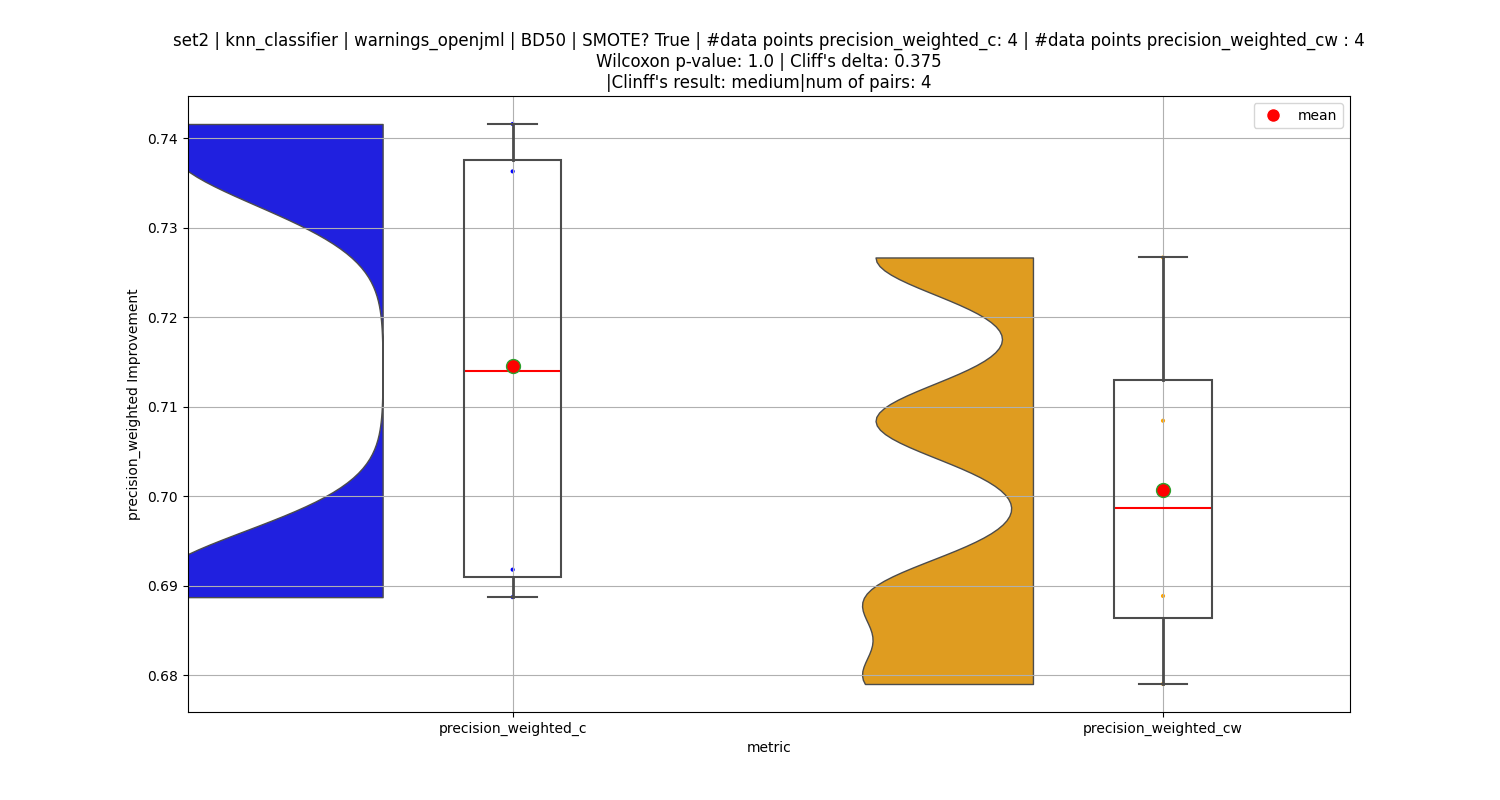 set2 | knn_classifier | warnings_openjml | BD50 | SMOTE? True | #data points precision_weighted_c: 4 | #data points precision_weighted_cw : 4
Wilcoxon p-value: 1.0 | Cliff's delta: 0.375
|Clinff's result: medium|num of pairs: 4
mean
0.74
0.73
0.72
0.71
0.70
0.69
0.68
precision_weighted Improvement
precision_weighted_c
precision_weighted_cw
metric